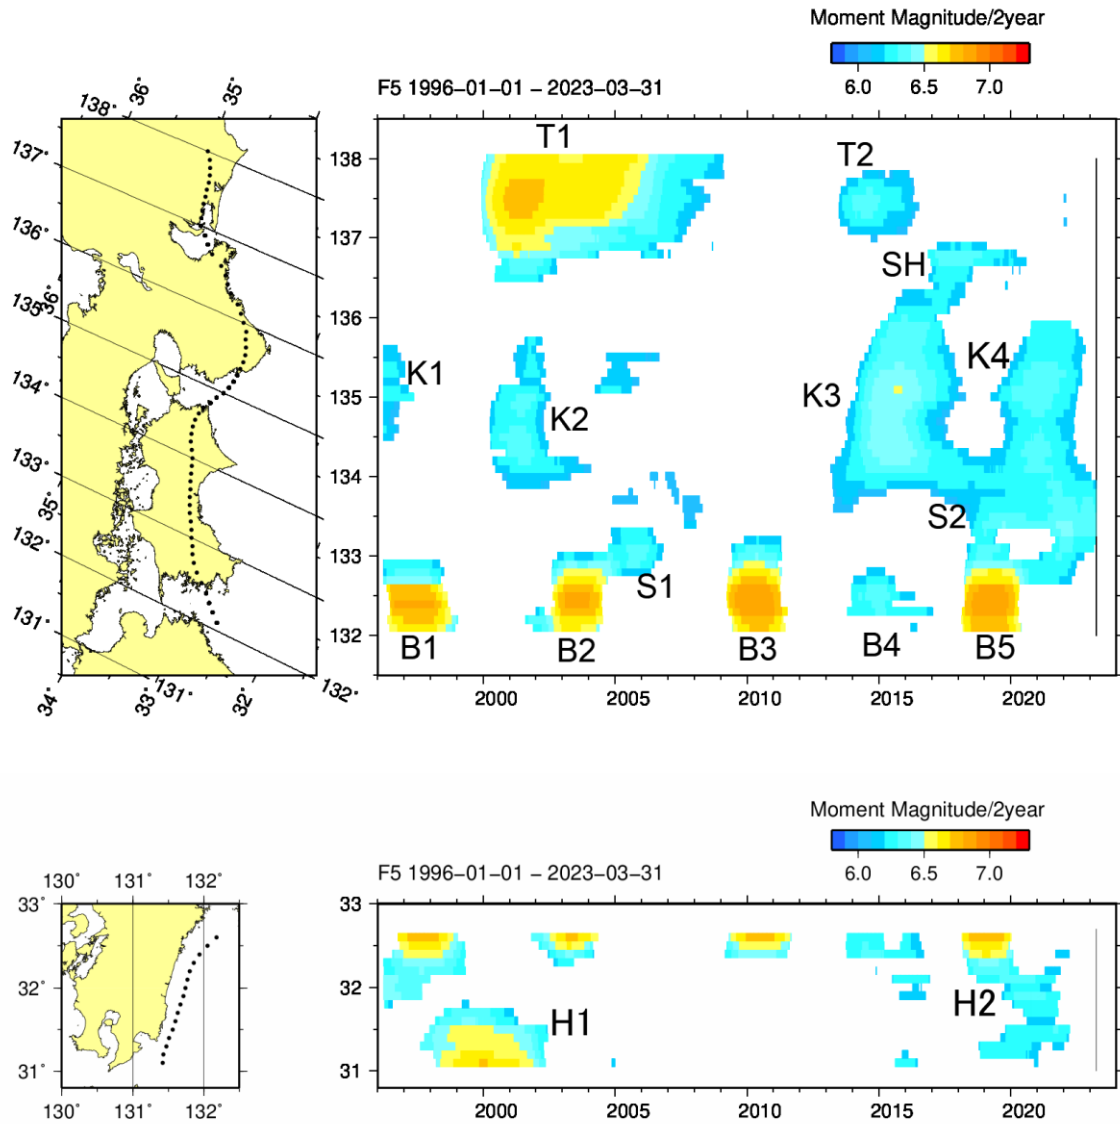 Moment Magnitude/2year
6.0 6.5 7.0
F5 1996-01-01 - 2023-03-31
138° 36° 35°
137°
136°
36°
135°
134°
133°
35°
132°
131°
34° 33° 131° 32° 132°
138
137
136
135
134
133
132
T1
T2
SH
K1
K2
K3
K4
S2
S1
B1 B2 B3 B4 B5
2000 2005 2010 2015 2020
Moment Magnitude/2year
6.0 6.5 7.0
F5 1996-01-01 - 2023-03-31
130° 131° 132°
33°
32°
31°
130° 131° 132°
33
32
31
H1
H2
2000 2005 2010 2015 2020